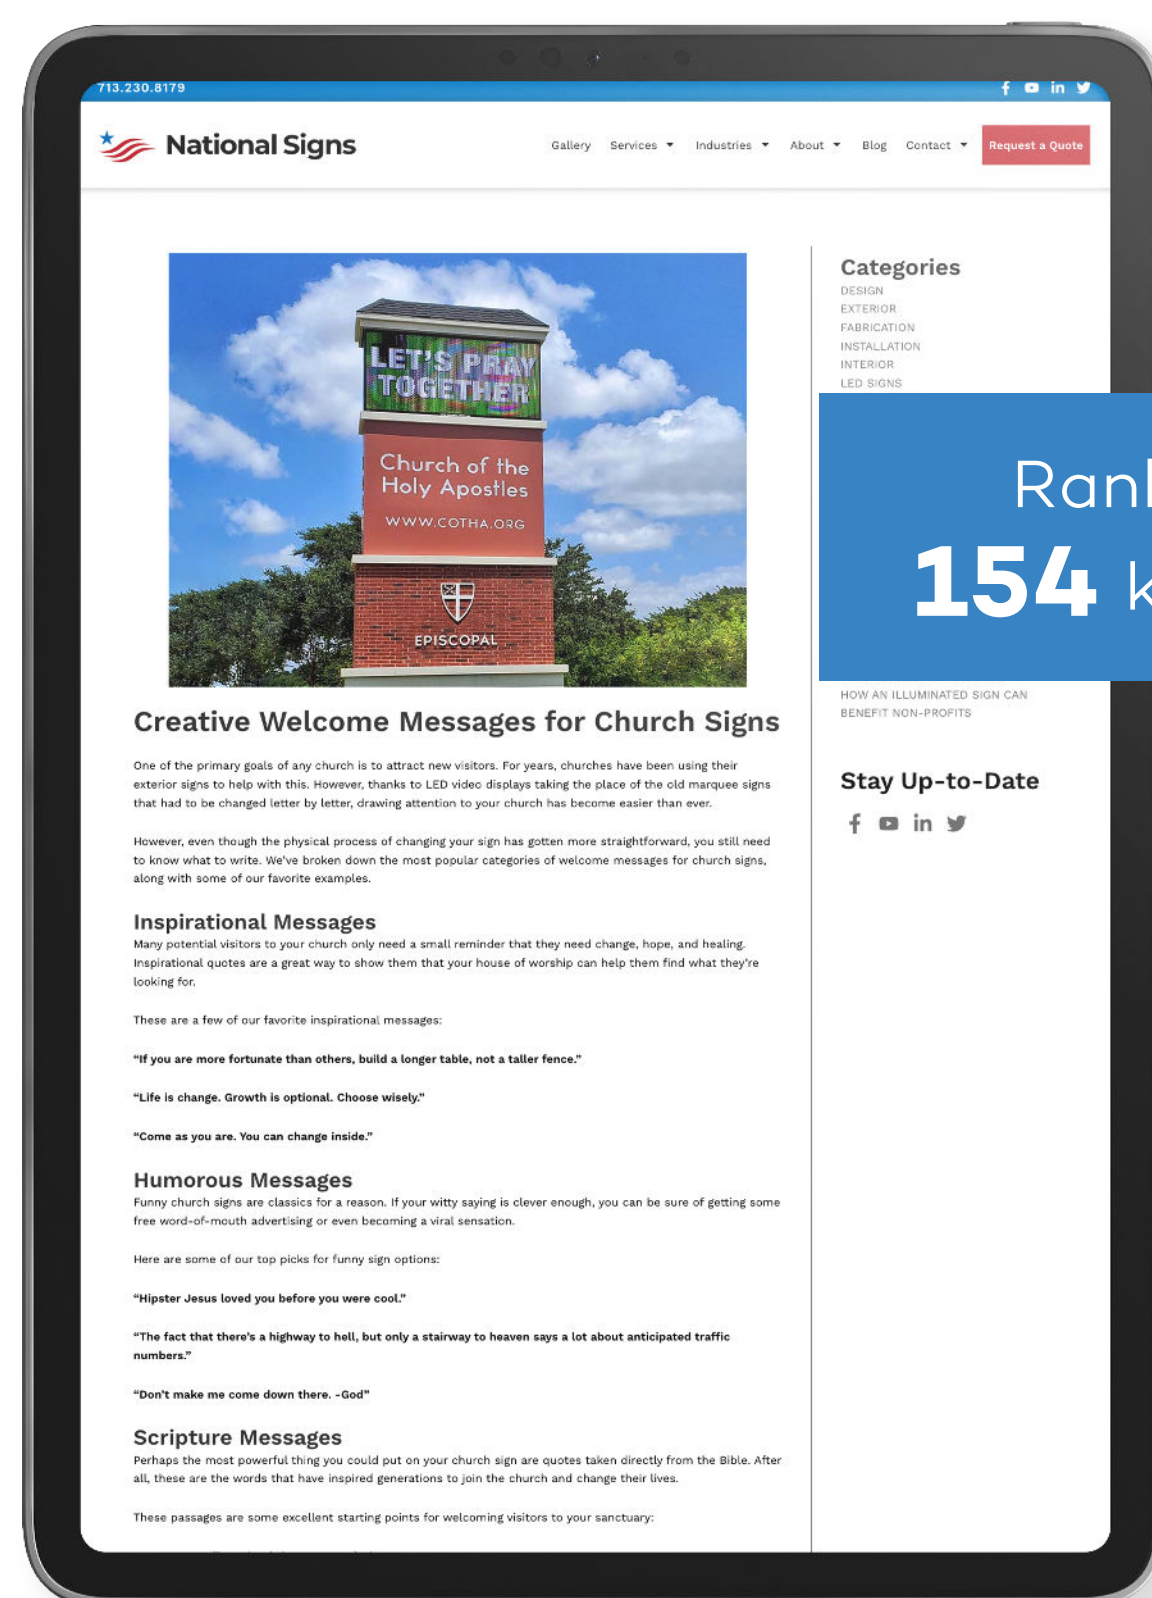 713.230.8179
National Signs
Gallery Services Industries About Blog Contact Request a Quote
LET'S PRAY
TOGETHER
Church of the
Holy Apostles
WWW.COTHA.ORG
EPISCOPAL
Creative Welcome Messages for Church Signs
One of the primary goals of any church is to attract new visitors. For years, churches have been using their
exterior signs to help with this. However, thanks to LED video displays taking the place of the old marquee signs
that had to be changed letter by letter, drawing attention to your church has become easier than ever.
However, even though the physical process of changing your sign has gotten more straightforward, you still need
to know what to write. We've broken down the most popular categories of welcome messages for church signs,
along with some of our favorite examples.
Inspirational Messages
Many potential visitors to your church only need a small reminder that they need change, hope, and healing.
Inspirational quotes are a great way to show them that your house of worship can help them find what they're
looking for.
These are a few of our favorite inspirational messages:
“If you are more fortunate than others, build a longer table, not a taller fence.”
“Life is change. Growth is optional. Choose wisely.”
“Come as you are. You can change inside.”
Humorous Messages
Funny church signs are classics for a reason. If your witty saying is clever enough, you can be sure of getting some
free word-of-mouth advertising or even becoming a viral sensation.
Here are some of our top picks for funny sign options:
“Hipster Jesus loved you before you were cool.”
“The fact that there's a highway to hell, but only a stairway to heaven says a lot about anticipated traffic
numbers.”
“Don't make me come down there. -God”
Scripture Messages
Perhaps the most powerful thing you could put on your church sign are quotes taken directly from the Bible. After
all, these are the words that have inspired generations to join the church and change their lives.
These passages are some excellent starting points for welcoming visitors to your sanctuary:
Categories
DESIGN
EXTERIOR
FABRICATION
INSTALLATION
INTERIOR
LED SIGNS
154
HOW AN ILLUMINATED SIGN CAN
BENEFIT NON-PROFITS
Stay Up-to-Date